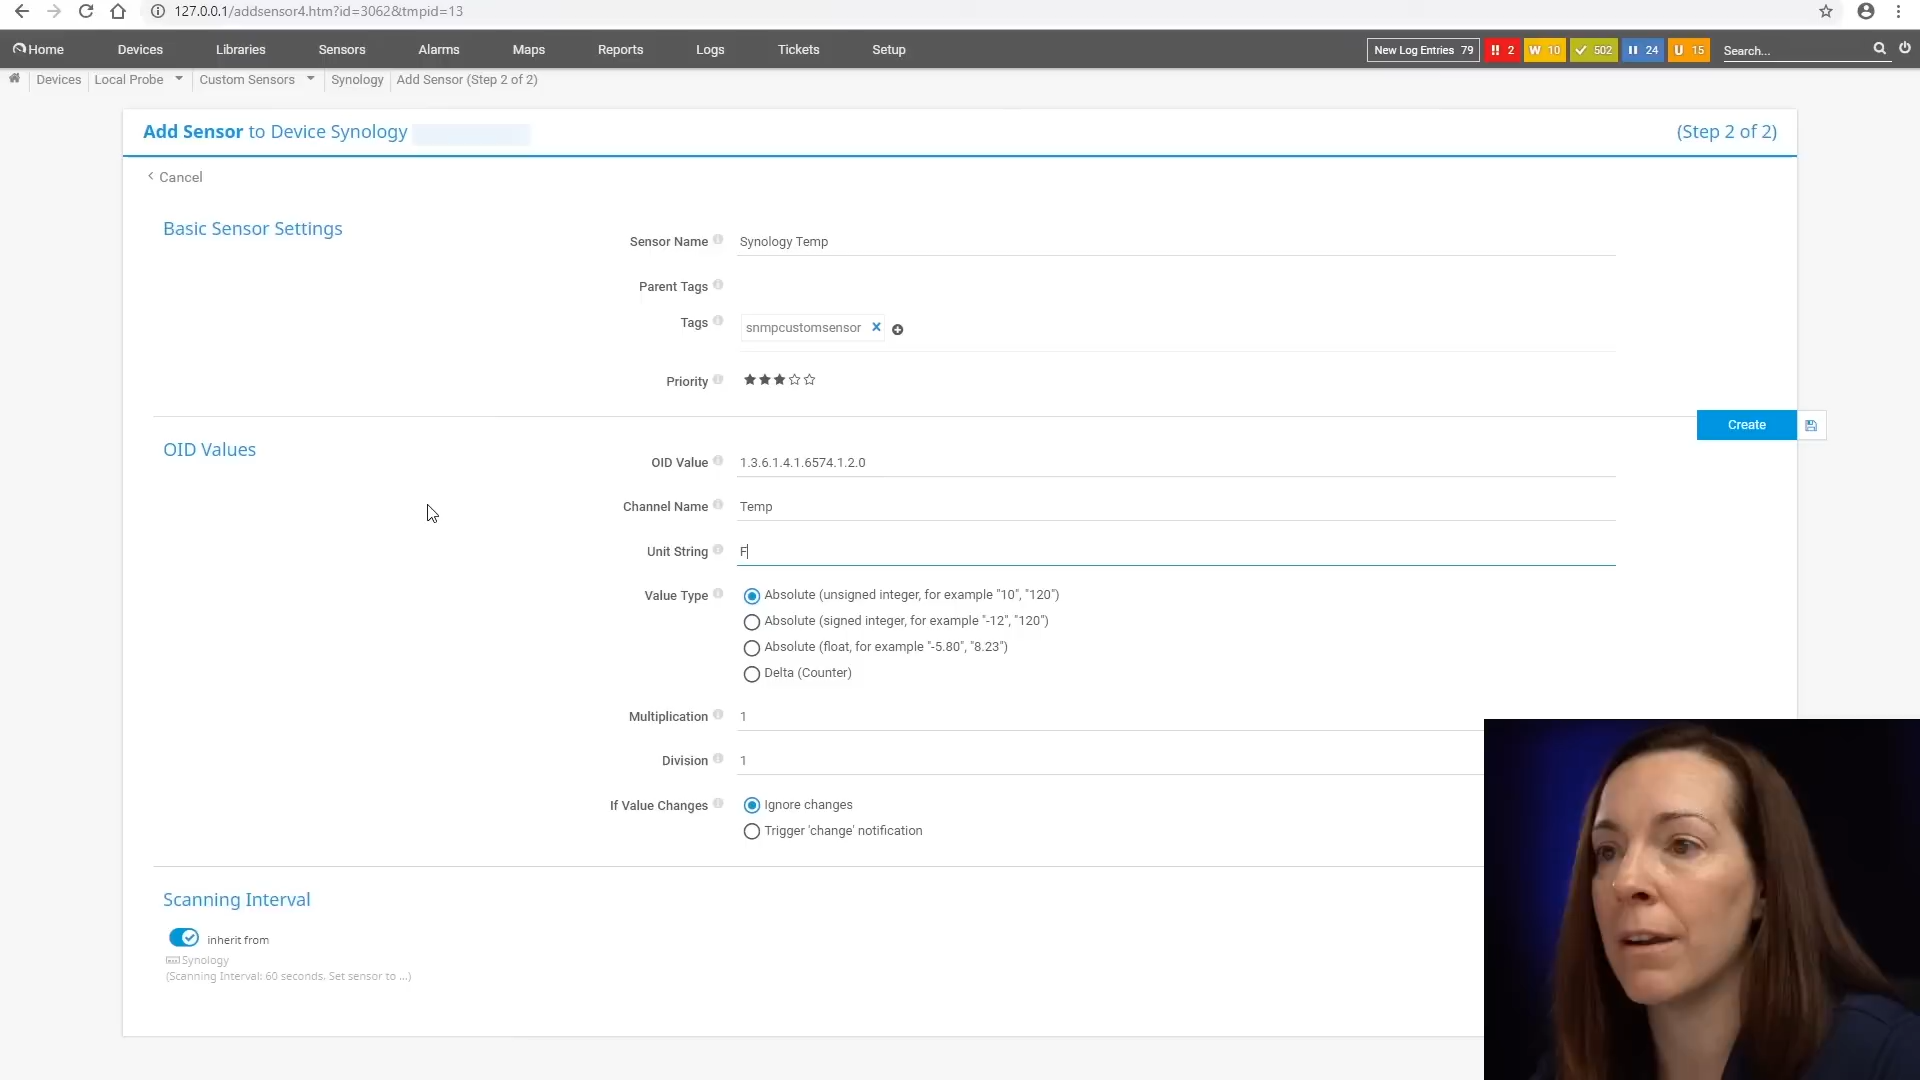 127.0.0.1/addsensor4.htm?id=3062&tmpid=13
Home Devices Libraries Sensors Alarms Maps Reports Logs Tickets Setup New Log Entries 79 !! 2 W 10 502 24 U 15 Search...
Devices Local Probe Custom Sensors Synology Add Sensor (Step 2 of 2)
Add Sensor to Device Synology (Step 2 of 2)
Cancel
Basic Sensor Settings
Sensor Name Synology Temp
Parent Tags
Tags snmpcustomsensor
Priority
Create
OID Values
OID Value 1.3.6.1.4.1.6574.1.2.0
Channel Name Temp
Unit String F
Value Type Absolute (unsigned integer, for example "10", "120")
Absolute (signed integer, for example "-12", "120")
Absolute (float, for example "-5.80", "8.23")
Delta (Counter)
Multiplication 1
Division 1
If Value Changes Ignore changes
Trigger 'change' notification
Scanning Interval
inherit from
Synology
(Scanning Interval: 60 seconds. Set sensor to ...)